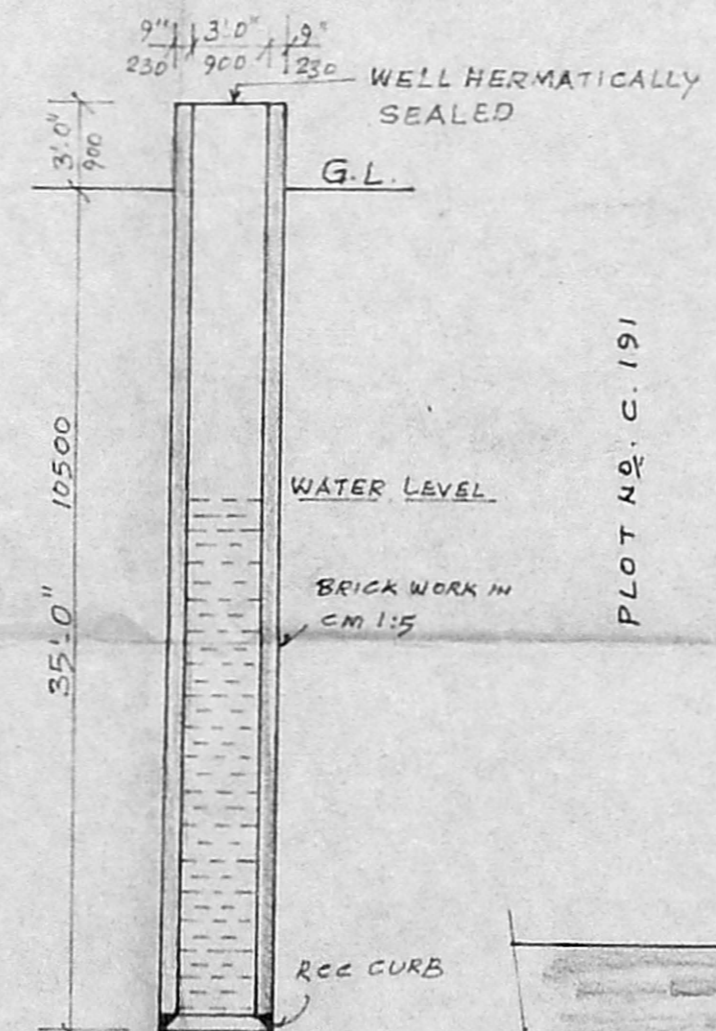 9" 3'.0" 9"
230 900 230
WELL HERMATICALLY
SEALED
3'.0"
900
G.L.
10500
35'.0"
WATER LEVEL
BRICK WORK IN
CM 1:5
PLOT No. C. 191
RCC CURB